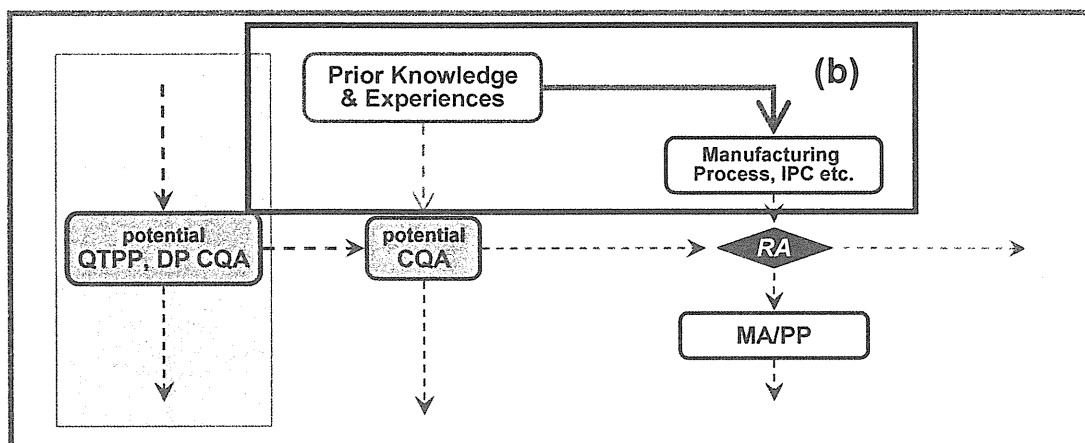 Prior Knowledge
& Experiences
(b)
Manufacturing
Process, IPC etc.
potential
QTPP, DP CQA
potential
CQA
RA
MA/PP